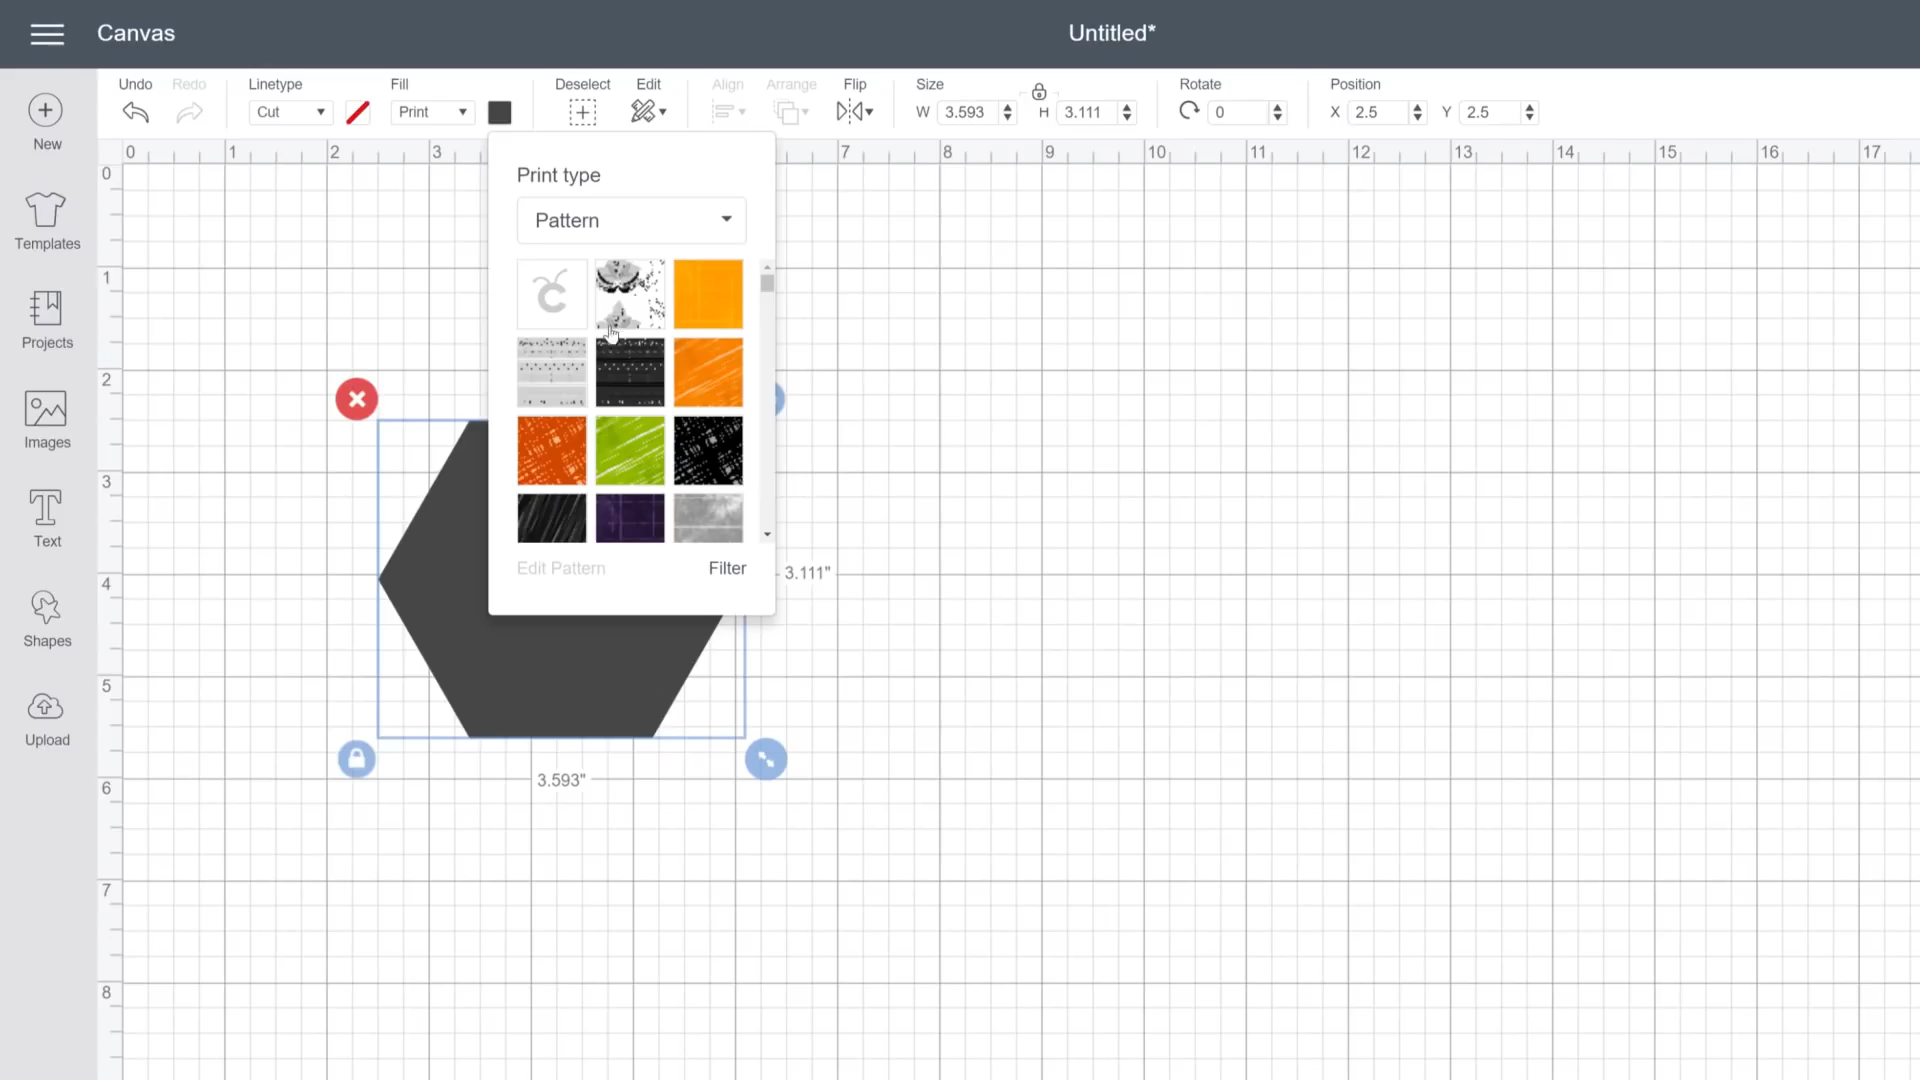 Canvas
Untitled*
Undo Redo Linetype Fill Deselect Edit Align Arrange Flip Size Rotate Position
Cut Print W 3.593 H 3.111 0 X 2.5 Y 2.5
0 1 2 3 7 8 9 10 11 12 13 14 15 16 17
0
1
2
3
4
5
6
7
8
New
Templates
Projects
Images
Text
Shapes
Upload
Print type
Pattern
Edit Pattern Filter
3.111"
3.593"